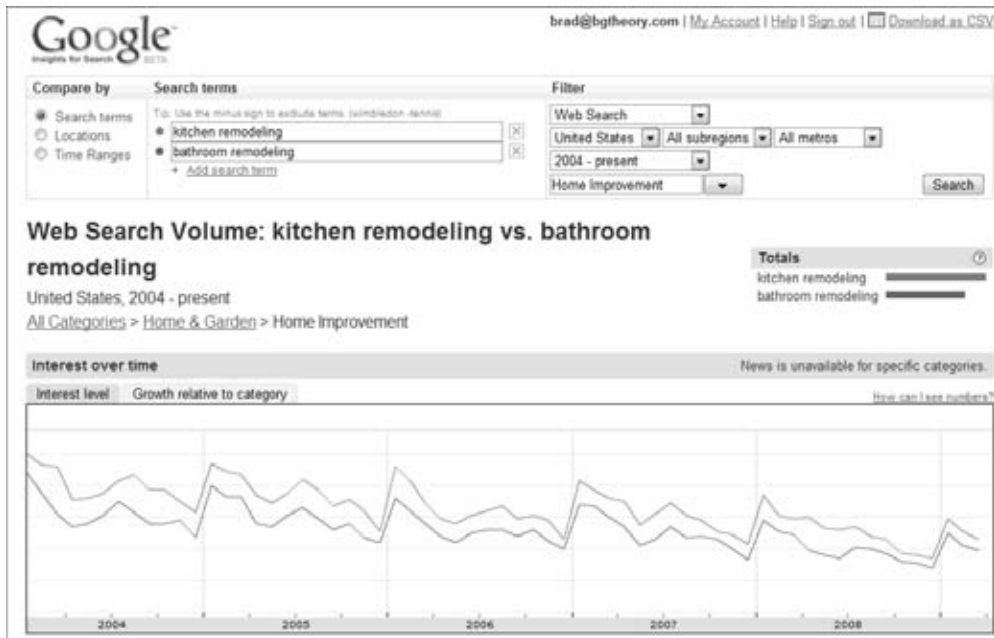 brad@bgtheory.com | My Account | Help | Sign out | Download as CSV
Google
Insights for Search BETA
Compare by
Search terms
Filter
Search terms
Locations
Time Ranges
Tip: Use the minus sign to exclude terms. (wimbledon -tennis)
kitchen remodeling
bathroom remodeling
+ Add search term
Web Search
United States All subregions All metros
2004 - present
Home Improvement
Search
Web Search Volume: kitchen remodeling vs. bathroom
remodeling
United States, 2004 - present
All Categories > Home & Garden > Home Improvement
Totals ?
kitchen remodeling
bathroom remodeling
Interest over time
News is unavailable for specific categories.
Interest level Growth relative to category
How can I see numbers?
2004 2005 2006 2007 2008